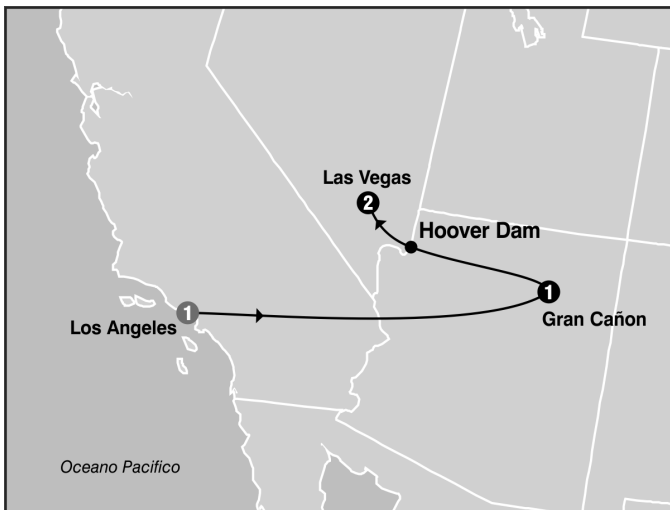 Las Vegas
2
Hoover Dam
1
Gran Cañon
1
Los Angeles
Oceano Pacifico